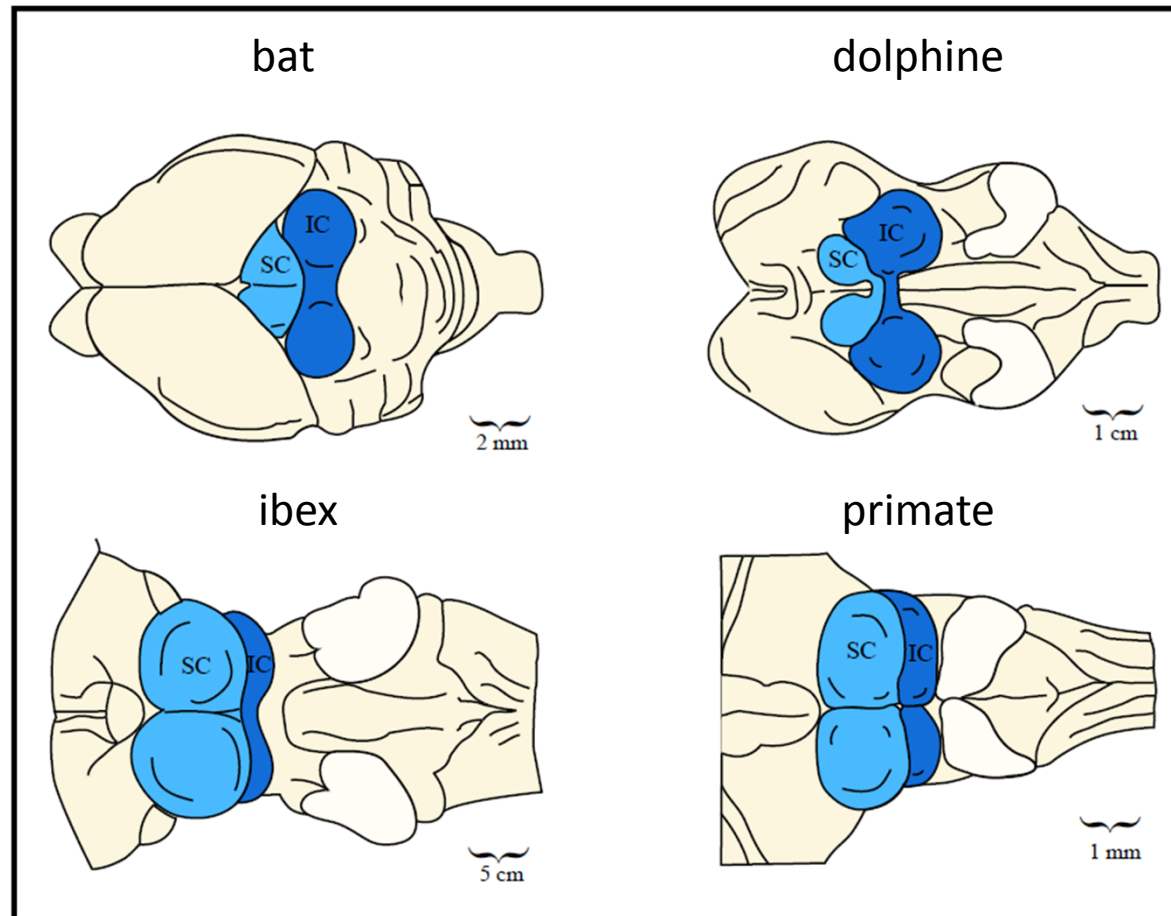 bat
dolphine
IC
SC
IC
SC
2 mm
1 cm
ibex
primate
SC
IC
SC
IC
5 cm
1 mm